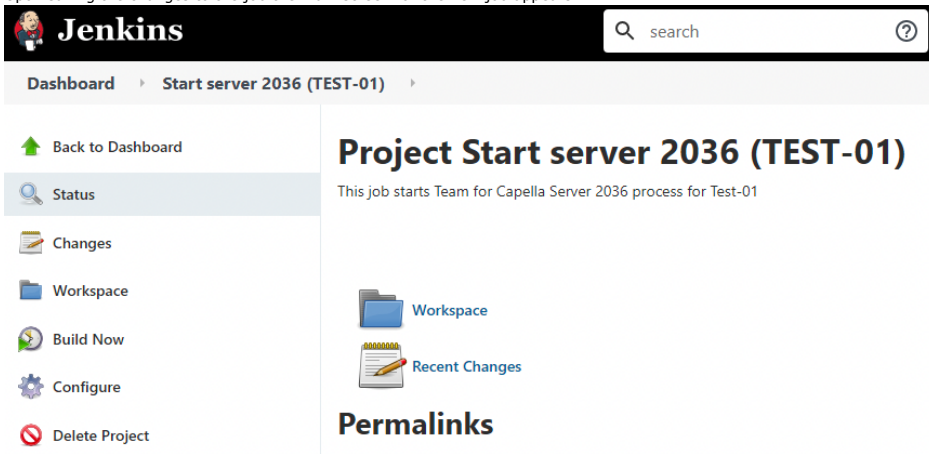 Jenkins
search
Dashboard
Start server 2036 (TEST-01)
Back to Dashboard
Status
Changes
Workspace
Build Now
Configure
Delete Project
Project Start server 2036 (TEST-01)
This job starts Team for Capella Server 2036 process for Test-01
Workspace
Recent Changes
Permalinks